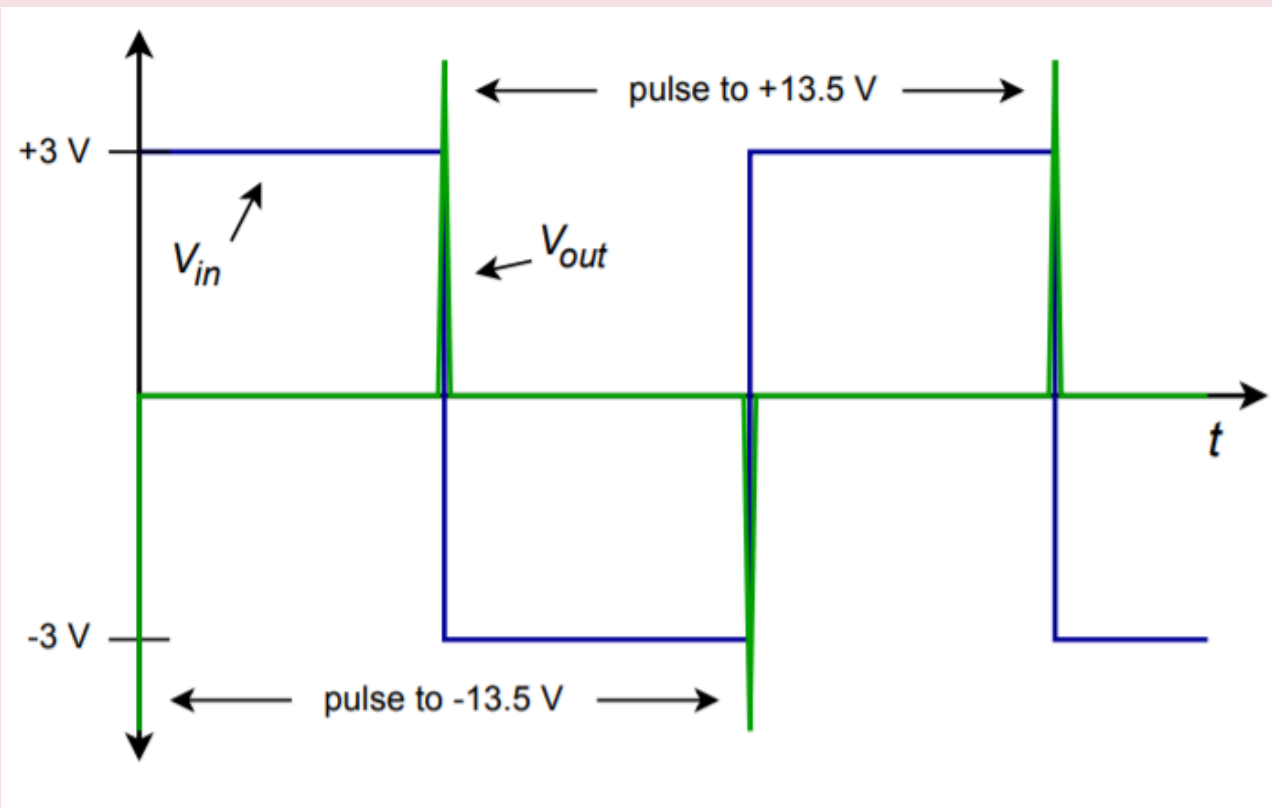 pulse to +13.5 V
+3 V
Vin
Vout
t
-3 V
pulse to -13.5 V